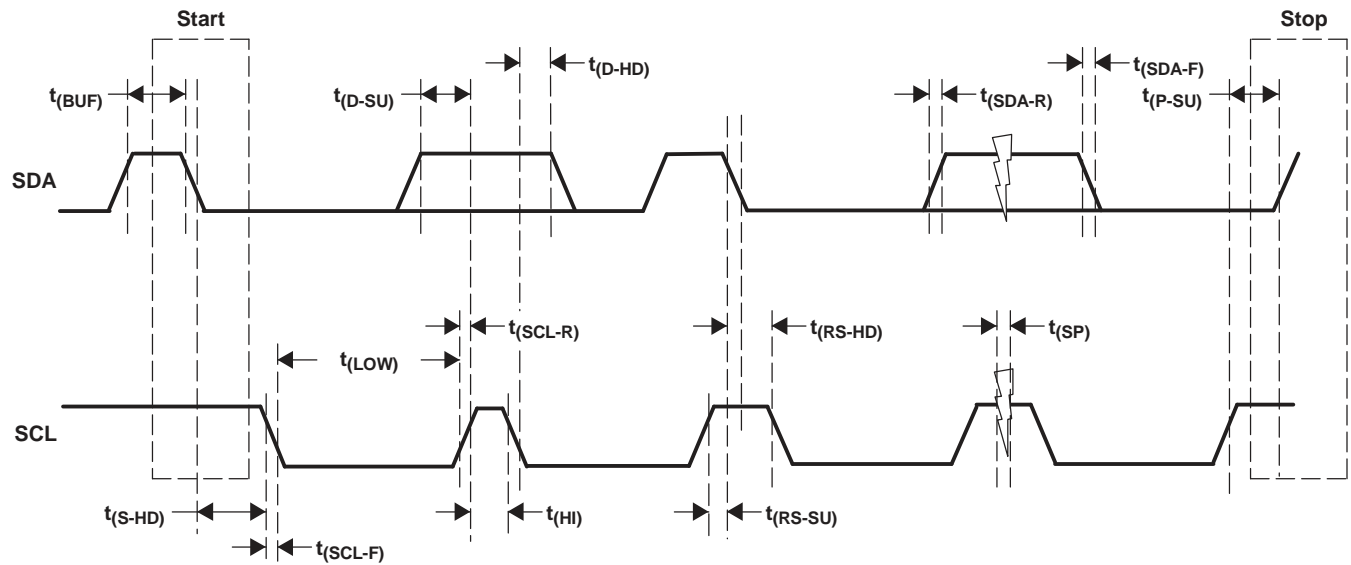 Start
Stop
t(D-HD)
t(SDA-F)
t(BUF)
t(D-SU)
t(SDA-R)
t(P-SU)
SDA
t(SCL-R)
t(RS-HD)
t(SP)
t(LOW)
SCL
t(S-HD)
t(HI)
t(RS-SU)
t(SCL-F)